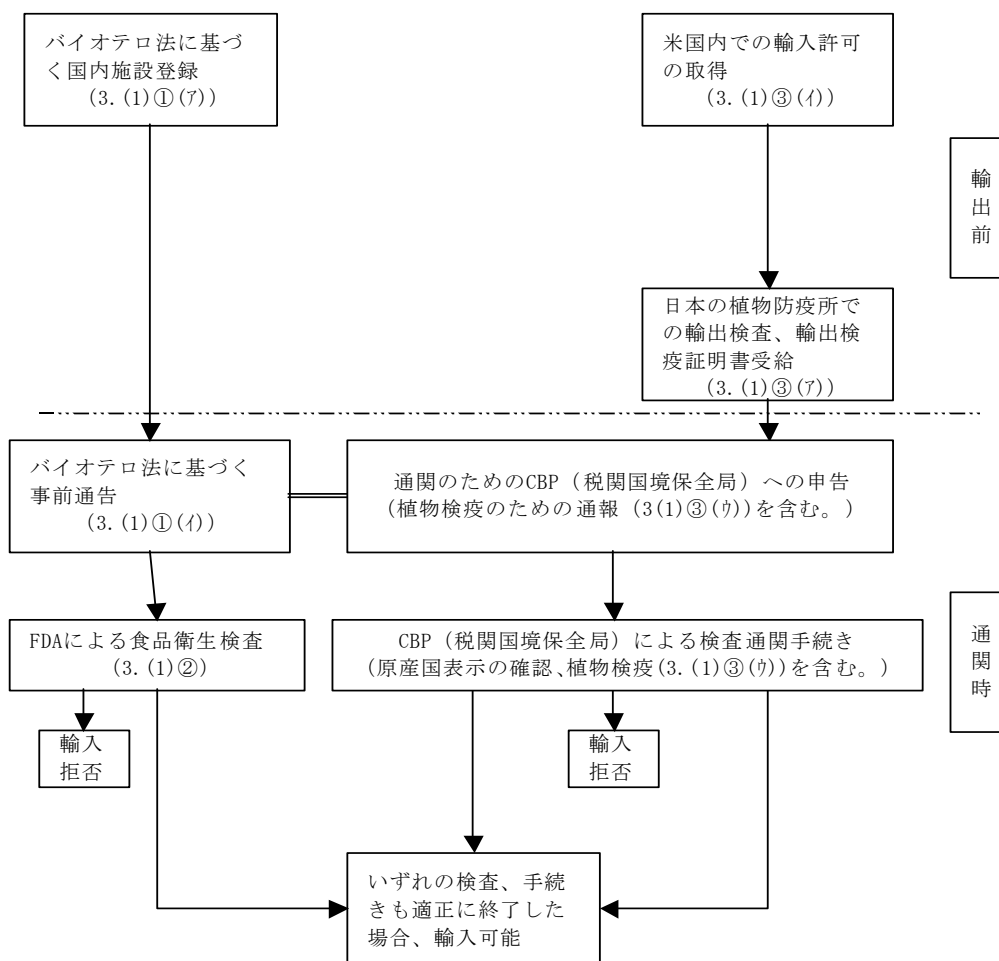 バイオテロ法に基づ
く国内施設登録
(3.(1)①(ｱ))
米国内での輸入許可
の取得
(3.(1)③(ｲ))
輸
出
前
日本の植物防疫所で
の輸出検査、輸出検
疫証明書受給
(3.(1)③(ｱ))
バイオテロ法に基づく
事前通告
(3.(1)①(ｲ))
通関のためのCBP（税関国境保全局）への申告
（植物検疫のための通報（3(1)③(ｳ)）を含む。）
FDAによる食品衛生検査
(3.(1)②)
CBP（税関国境保全局）による検査通関手続き
（原産国表示の確認、植物検疫(3.(1)③(ｳ))を含む。）
通
関
時
輸入
拒否
輸入
拒否
いずれの検査、手続
きも適正に終了した
場合、輸入可能